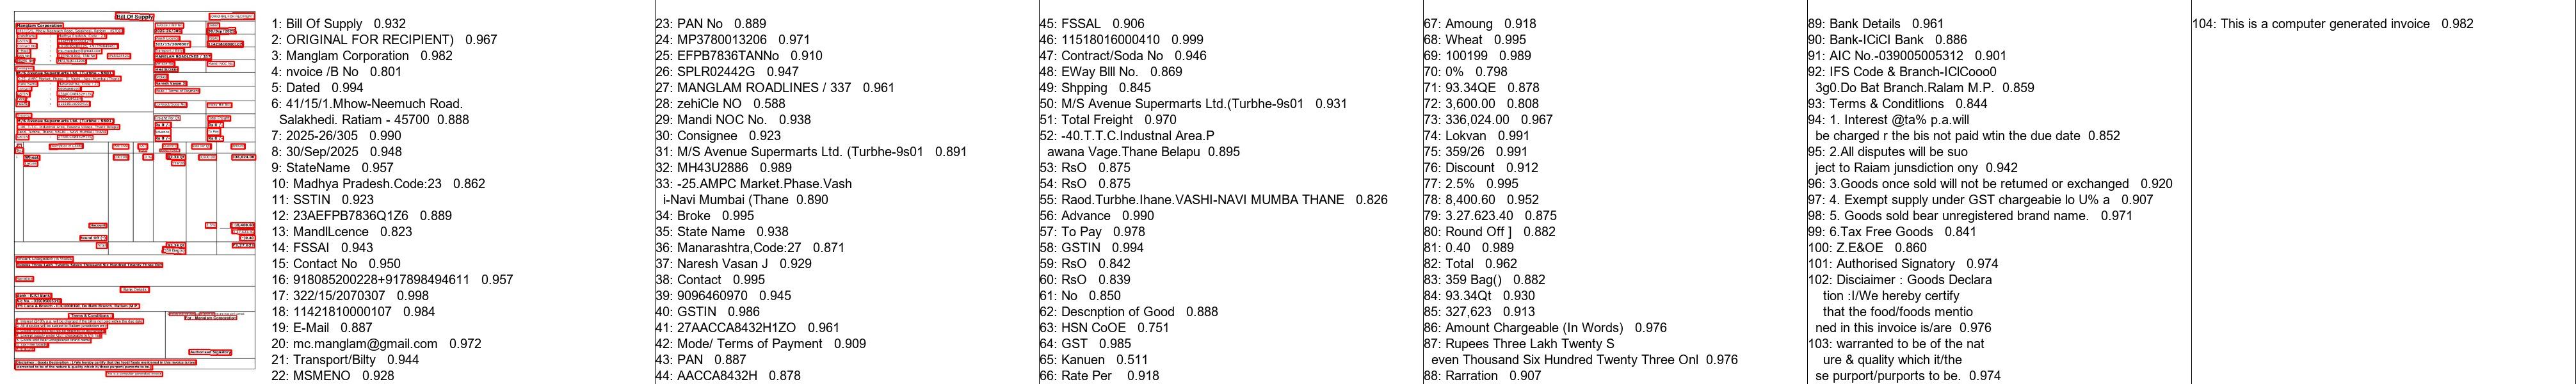 Bill Of Supply
1: Bill Of Supply 0.932
2: ORIGINAL FOR RECIPIENT) 0.967
3: Manglam Corporation 0.982
4: nvoice /B No 0.801
5: Dated 0.994
6: 41/15/1.Mhow-Neemuch Road.
Salakhedi. Ratiam - 45700 0.888
7: 2025-26/305 0.990
8: 30/Sep/2025 0.948
9: StateName 0.957
10: Madhya Pradesh.Code:23 0.862
11: SSTIN 0.923
12: 23AEFPB7836Q1Z6 0.889
13: MandlLcence 0.823
14: FSSAI 0.943
15: Contact No 0.950
16: 918085200228+917898494611 0.957
17: 322/15/2070307 0.998
18: 11421810000107 0.984
19: E-Mail 0.887
20: mc.manglam@gmail.com 0.972
21: Transport/Bilty 0.944
22: MSMENO 0.928
23: PAN No 0.889
24: MP3780013206 0.971
25: EFPB7836TANNo 0.910
26: SPLR02442G 0.947
27: MANGLAM ROADLINES / 337 0.961
28: zehiCle NO 0.588
29: Mandi NOC No. 0.938
30: Consignee 0.923
31: M/S Avenue Supermarts Ltd. (Turbhe-9s01 0.891
32: MH43U2886 0.989
33: -25.AMPC Market.Phase.Vash
i-Navi Mumbai (Thane 0.890
34: Broke 0.995
35: State Name 0.938
36: Manarashtra,Code:27 0.871
37: Naresh Vasan J 0.929
38: Contact 0.995
39: 9096460970 0.945
40: GSTIN 0.986
41: 27AACCA8432H1ZO 0.961
42: Mode/ Terms of Payment 0.909
43: PAN 0.887
44: AACCA8432H 0.878
45: FSSAL 0.906
46: 11518016000410 0.999
47: Contract/Soda No 0.946
48: EWay Blll No. 0.869
49: Shpping 0.845
50: M/S Avenue Supermarts Ltd.(Turbhe-9s01 0.931
51: Total Freight 0.970
52: -40.T.T.C.Industnal Area.P
awana Vage.Thane Belapu 0.895
53: RsO 0.875
54: RsO 0.875
55: Raod.Turbhe.Ihane.VASHI-NAVI MUMBA THANE 0.826
56: Advance 0.990
57: To Pay 0.978
58: GSTIN 0.994
59: RsO 0.842
60: RsO 0.839
61: No 0.850
62: Descnption of Good 0.888
63: HSN CoOE 0.751
64: GST 0.985
65: Kanuen 0.511
66: Rate Per 0.918
67: Amoung 0.918
68: Wheat 0.995
69: 100199 0.989
70: 0% 0.798
71: 93.34QE 0.878
72: 3,600.00 0.808
73: 336,024.00 0.967
74: Lokvan 0.991
75: 359/26 0.991
76: Discount 0.912
77: 2.5% 0.995
78: 8,400.60 0.952
79: 3.27.623.40 0.875
80: Round Off ] 0.882
81: 0.40 0.989
82: Total 0.962
83: 359 Bag() 0.882
84: 93.34Qt 0.930
85: 327,623 0.913
86: Amount Chargeable (In Words) 0.976
87: Rupees Three Lakh Twenty S
even Thousand Six Hundred Twenty Three Onl 0.976
88: Rarration 0.907
89: Bank Details 0.961
90: Bank-ICiCI Bank 0.886
91: AIC No.-039005005312 0.901
92: IFS Code & Branch-IClCooo0
3g0.Do Bat Branch.Ralam M.P. 0.859
93: Terms & Conditlions 0.844
94: 1. Interest @ta% p.a.will
be charged r the bis not paid wtin the due date 0.852
95: 2.All disputes will be suo
ject to Raiam junsdiction ony 0.942
96: 3.Goods once sold will not be retumed or exchanged 0.920
97: 4. Exempt supply under GST chargeabie lo U% a 0.907
98: 5. Goods sold bear unregistered brand name. 0.971
99: 6.Tax Free Goods 0.841
100: Z.E&OE 0.860
101: Authorised Signatory 0.974
102: Disciaimer : Goods Declara
tion :I/We hereby certify
that the food/foods mentio
ned in this invoice is/are 0.976
103: warranted to be of the nat
ure & quality which it/the
se purport/purports to be. 0.974
104: This is a computer generated invoice 0.982